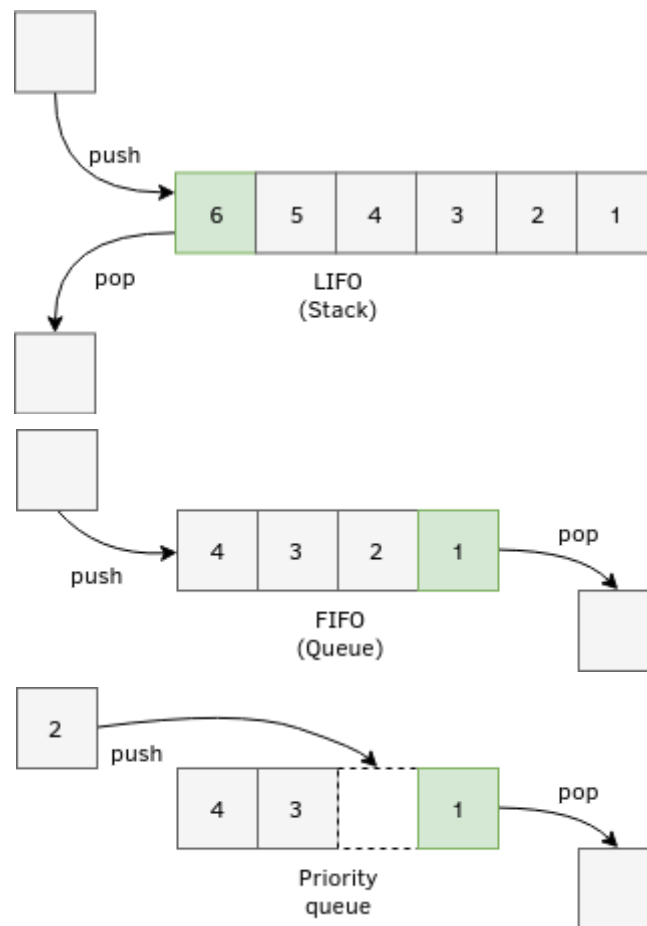 push
6 5 4 3 2 1
pop
LIFO
(Stack)
push
4 3 2 1
pop
FIFO
(Queue)
2
push
4 3 1
pop
Priority
queue